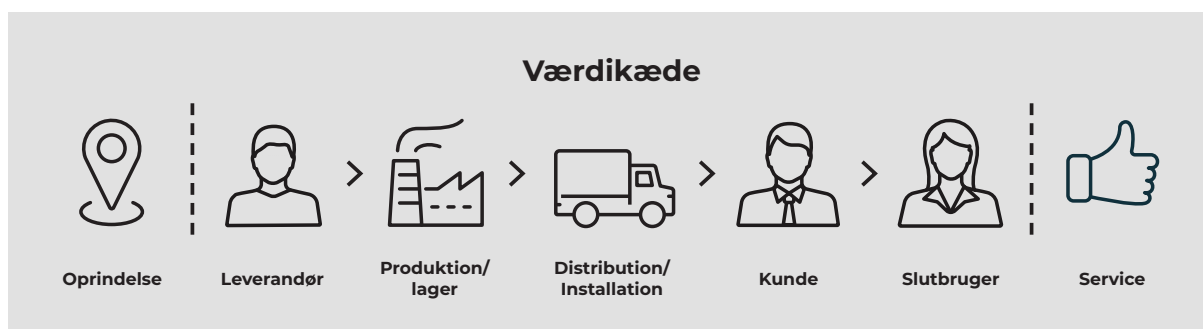 Værdikæde
Oprindelse
Leverandør
Produktion/
lager
Distribution/
Installation
Kunde
Slutbruger
Service